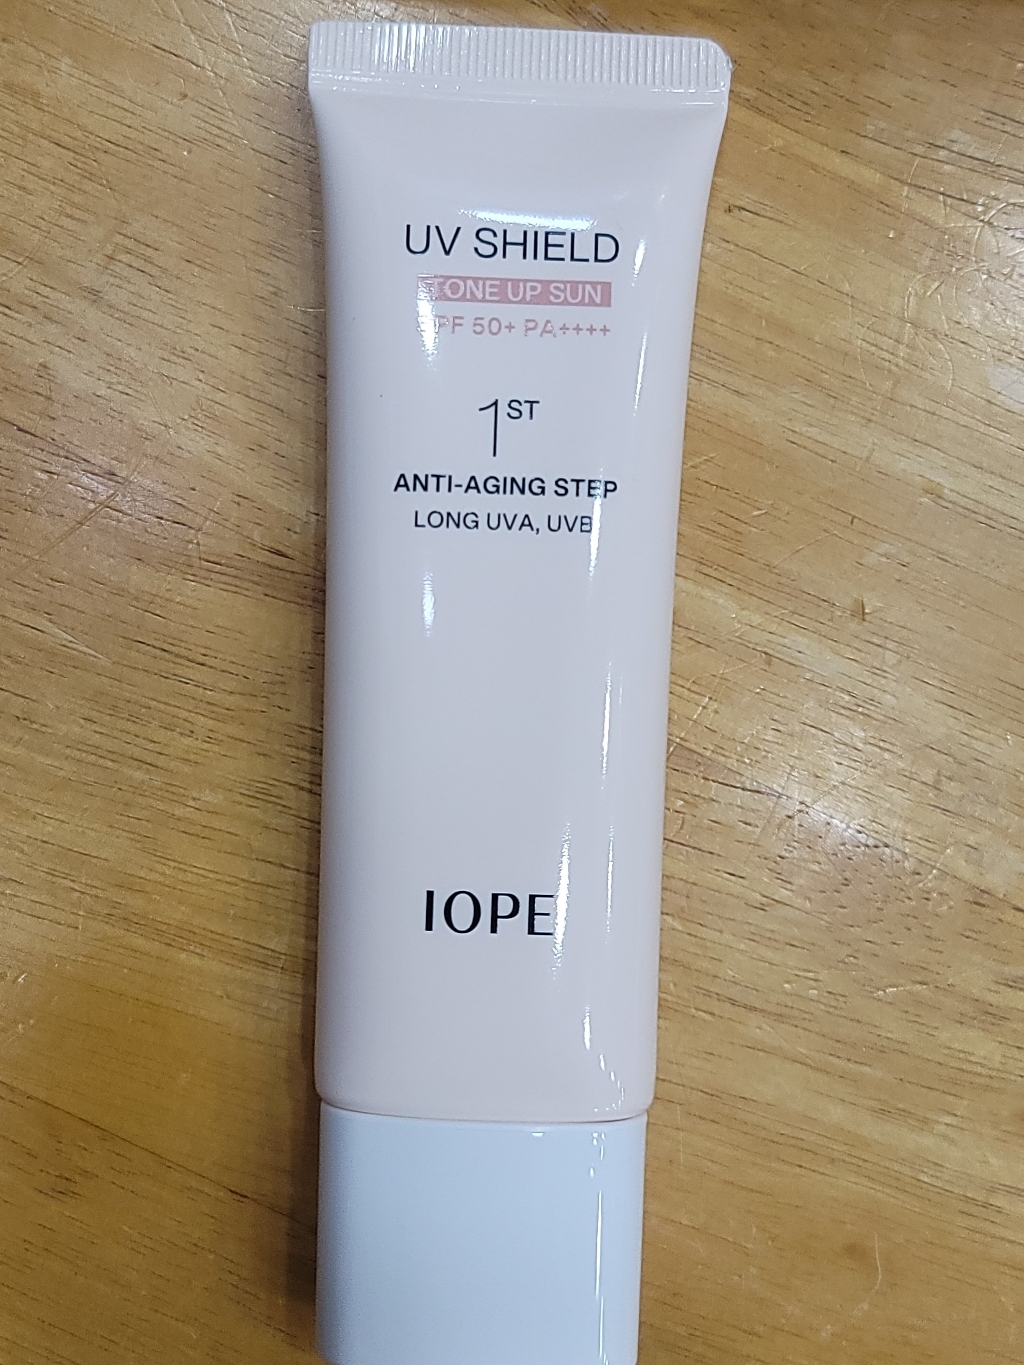 UV SHIELD
TONE UP SUN
SPF 50+ PA++++
1ST
ANTI-AGING STEP
LONG UVA, UVB
IOPE